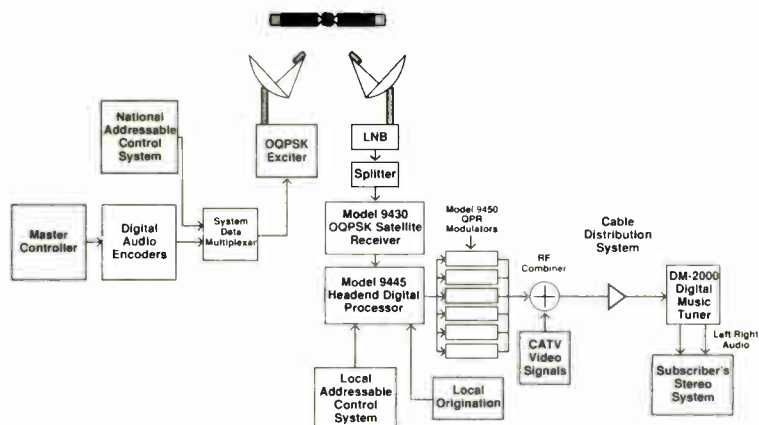 National
Addressable
Control
System
OQPSK
Exciter
LNB
Splitter
Master
Controller
Digital
Audio
Encoders
System
Data
Multiplexer
Model 9430
OQPSK Satellite
Receiver
Model 9450
QPR
Modulators
Cable
Distribution
System
RF
Combiner
Model 9445
Headend Digital
Processor
DM-2000
Digital
Music
Tuner
Left Right
Audio
CATV
Video
Signals
Local
Addressable
Control
System
Local
Origination
Subscriber's
Stereo
System